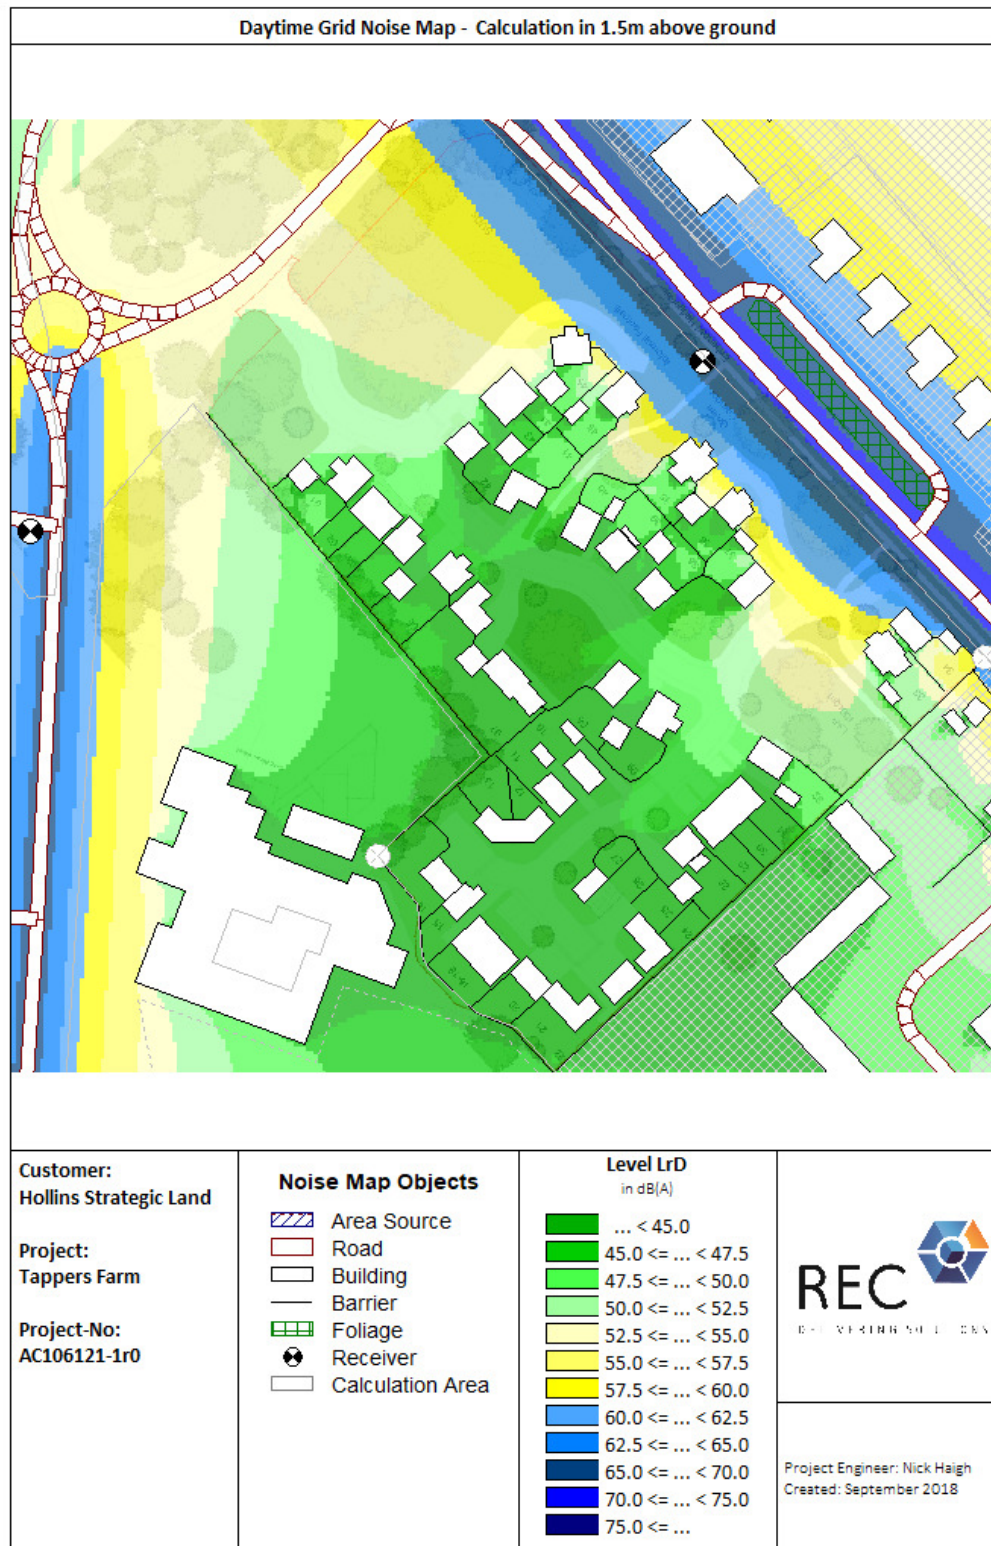 Daytime Grid Noise Map - Calculation in 1.5m above ground
Customer:
Hollins Strategic Land
Project:
Tappers Farm
Project-No:
AC106121-1r0
Noise Map Objects
Area Source
Road
Building
Barrier
Foliage
Receiver
Calculation Area
Level LrD
in dB(A)
... < 45.0
45.0 <= ... < 47.5
47.5 <= ... < 50.0
50.0 <= ... < 52.5
52.5 <= ... < 55.0
55.0 <= ... < 57.5
57.5 <= ... < 60.0
60.0 <= ... < 62.5
62.5 <= ... < 65.0
65.0 <= ... < 70.0
70.0 <= ... < 75.0
75.0 <= ...
REC
DELIVERING SOLUTIONS
Project Engineer: Nick Haigh
Created: September 2018